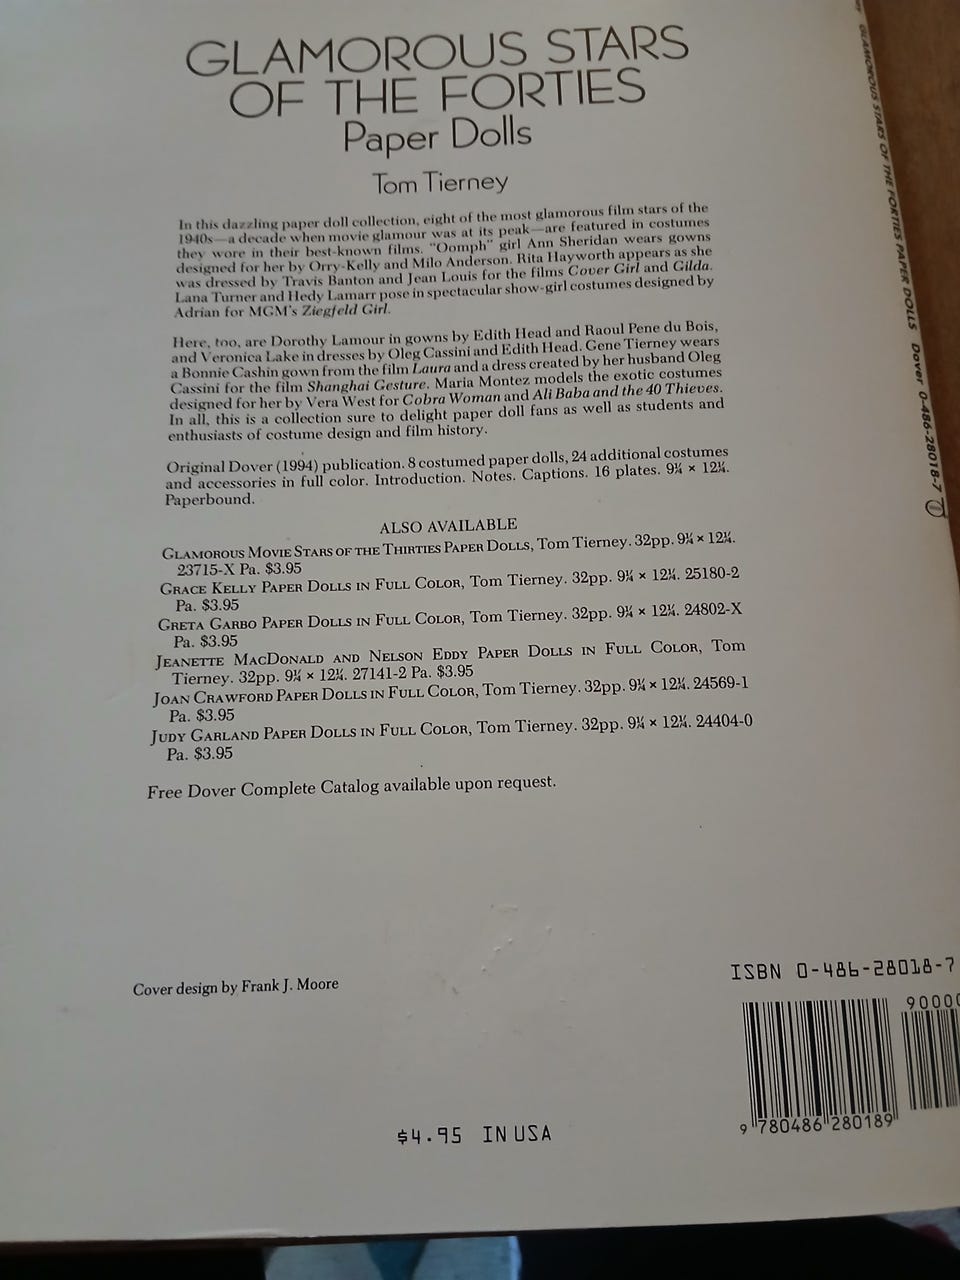 GLAMOROUS STARS
OF THE FORTIES
Paper Dolls
Tom Tierney
In this dazzling paper doll collection, eight of the most glamorous film stars of the
1940s—a decade when movie glamour was at its peak—are featured in costumes
they wore in their best-known films. "Oomph" girl Ann Sheridan wears gowns
designed for her by Orry-Kelly and Milo Anderson. Rita Hayworth appears as she
was dressed by Travis Banton and Jean Louis for the films Cover Girl and Gilda.
Lana Turner and Hedy Lamarr pose in spectacular show-girl costumes designed by
Adrian for MGM's Ziegfeld Girl.
Here, too, are Dorothy Lamour in gowns by Edith Head and Raoul Pene du Bois,
and Veronica Lake in dresses by Oleg Cassini and Edith Head. Gene Tierney wears
a Bonnie Cashin gown from the film Laura and a dress created by her husband Oleg
Cassini for the film Shanghai Gesture. Maria Montez models the exotic costumes
designed for her by Vera West for Cobra Woman and Ali Baba and the 40 Thieves.
In all, this is a collection sure to delight paper doll fans as well as students and
enthusiasts of costume design and film history.
Original Dover (1994) publication. 8 costumed paper dolls, 24 additional costumes
and accessories in full color. Introduction. Notes. Captions. 16 plates. 9¼ × 12¼.
Paperbound.
ALSO AVAILABLE
GLAMOROUS MOVIE STARS OF THE THIRTIES PAPER DOLLS, Tom Tierney. 32pp. 9¼ × 12¼.
23715-X Pa. $3.95
GRACE KELLY PAPER DOLLS IN FULL COLOR, Tom Tierney. 32pp. 9¼ × 12¼. 25180-2
Pa. $3.95
GRETA GARBO PAPER DOLLS IN FULL COLOR, Tom Tierney. 32pp. 9¼ × 12¼. 24802-X
Pa. $3.95
JEANETTE MACDONALD AND NELSON EDDY PAPER DOLLS IN FULL COLOR, Tom
Tierney. 32pp. 9¼ × 12¼. 27141-2 Pa. $3.95
JOAN CRAWFORD PAPER DOLLS IN FULL COLOR, Tom Tierney. 32pp. 9¼ × 12¼. 24569-1
Pa. $3.95
JUDY GARLAND PAPER DOLLS IN FULL COLOR, Tom Tierney. 32pp. 9¼ × 12¼. 24404-0
Pa. $3.95
Free Dover Complete Catalog available upon request.
Cover design by Frank J. Moore
ISBN 0-486-28018-7
9000
9 780486 280189
$4.95 IN USA
GLAMOROUS STARS OF THE FORTIES PAPER DOLLS Dover 0-486-28018-7